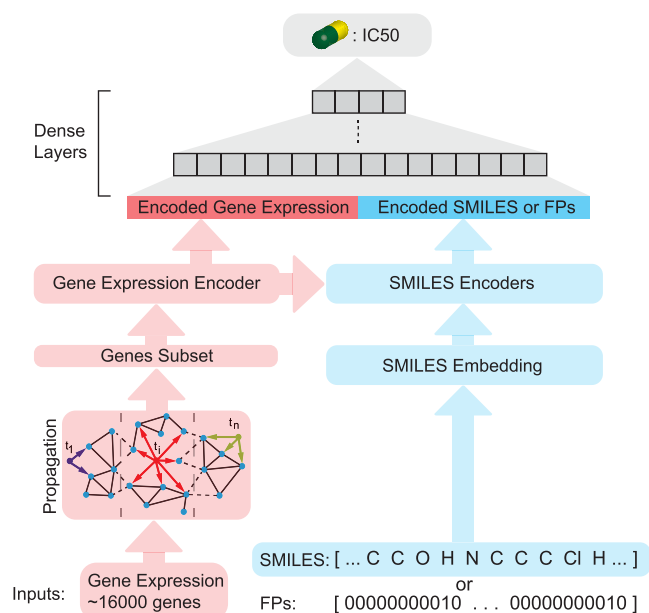 : IC50
Dense
Layers
Encoded Gene Expression
Encoded SMILES or FPs
Gene Expression Encoder
SMILES Encoders
Genes Subset
SMILES Embedding
Propagation
t1
ti
tn
Inputs:
Gene Expression
~16000 genes
SMILES: [ ... C C O H N C C C Cl H ... ]
or
FPs: [ 00000000010 . . . 000000000010 ]